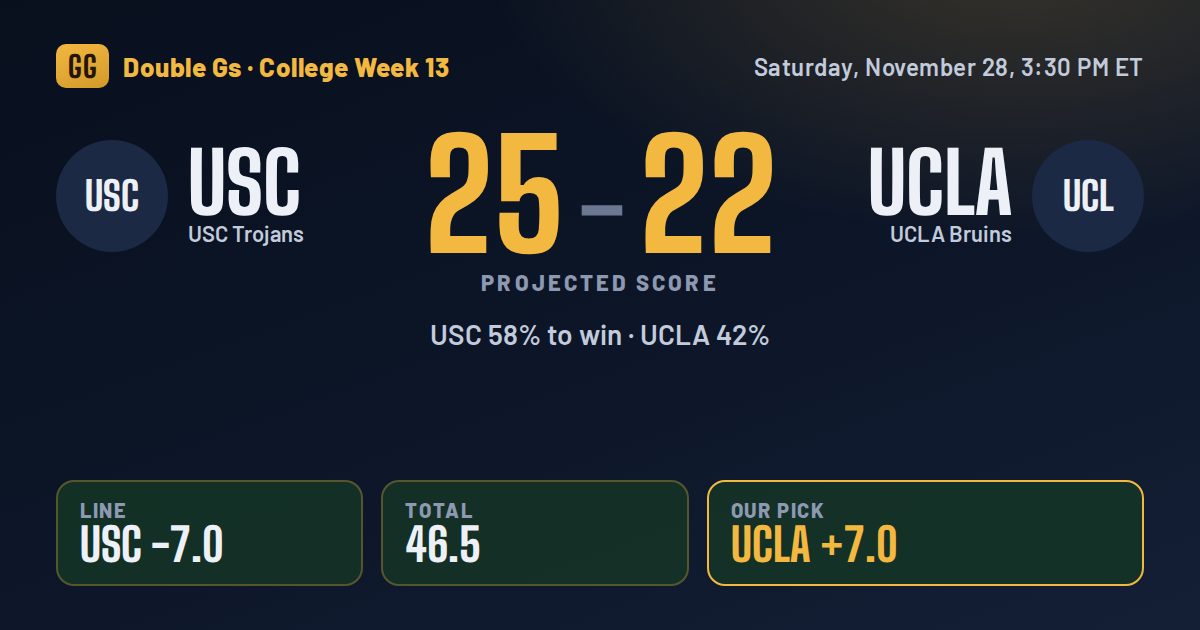 GG Double Gs · College Week 13
Saturday, November 28, 3:30 PM ET
USC
USC
USC Trojans
25 – 22
PROJECTED SCORE
USC 58% to win · UCLA 42%
UCLA
UCLA Bruins
UCL
LINE
USC −7.0
TOTAL
46.5
OUR PICK
UCLA +7.0